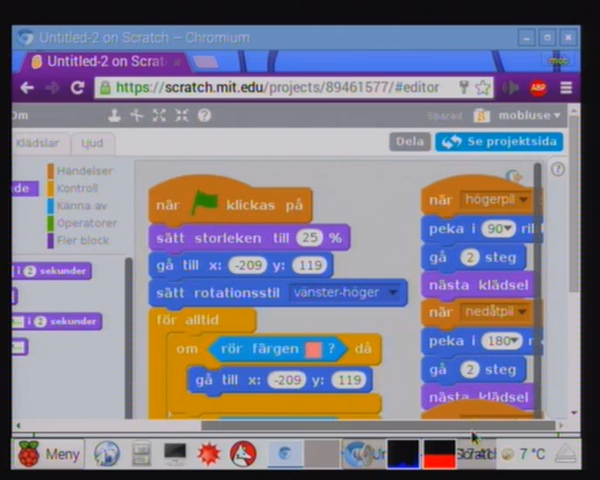 Untitled-2 on Scratch – Chromium
Untitled-2 on Scrat
moc
https://scratch.mit.edu/projects/89461577/#editor
ABP
Om
Shared
mobluse
Klädslar
Ljud
Dela
Se projektsida
Händelser
Kontroll
Känna av
Operatorer
Fler block
de
i 2 sekunder
i 2 sekunder
när klickas på
sätt storleken till 25 %
gå till x: -209 y: 119
sätt rotationsstil vänster-höger
för alltid
om rör färgen ? då
gå till x: -209 y: 119
när högerpil
peka i 90 ril
gå 2 steg
nästa klädsel
när nedåtpil
peka i 180 r
gå 2 steg
nästa klädsel
Meny
7 °C